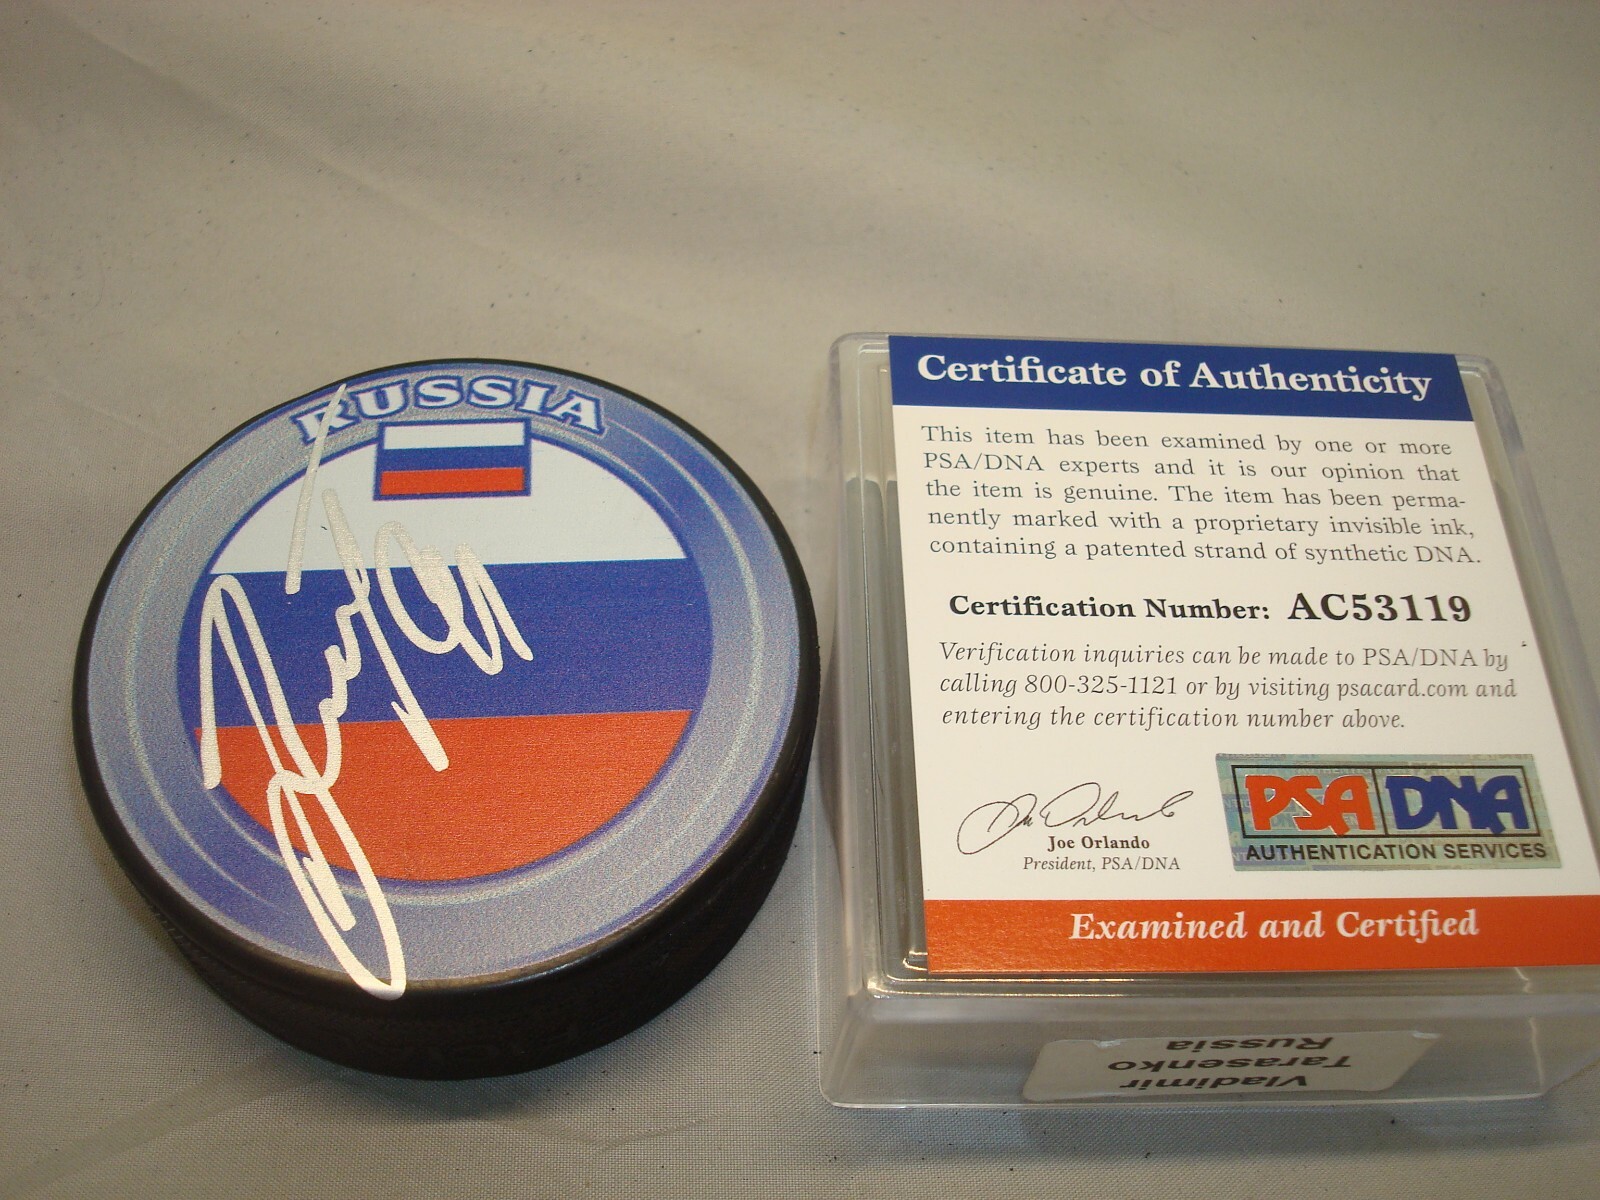 RUSSIA
Certificate of Authenticity
This item has been examined by one or more
PSA/DNA experts and it is our opinion that
the item is genuine. The item has been perma-
nently marked with a proprietary invisible ink,
containing a patented strand of synthetic DNA.
Certification Number: AC53119
Verification inquiries can be made to PSA/DNA by
calling 800-325-1121 or by visiting psacard.com and
entering the certification number above.
Joe Orlando
President, PSA/DNA
PSA DNA
AUTHENTICATION SERVICES
Examined and Certified
Vladimir
Tarasenko
Russia